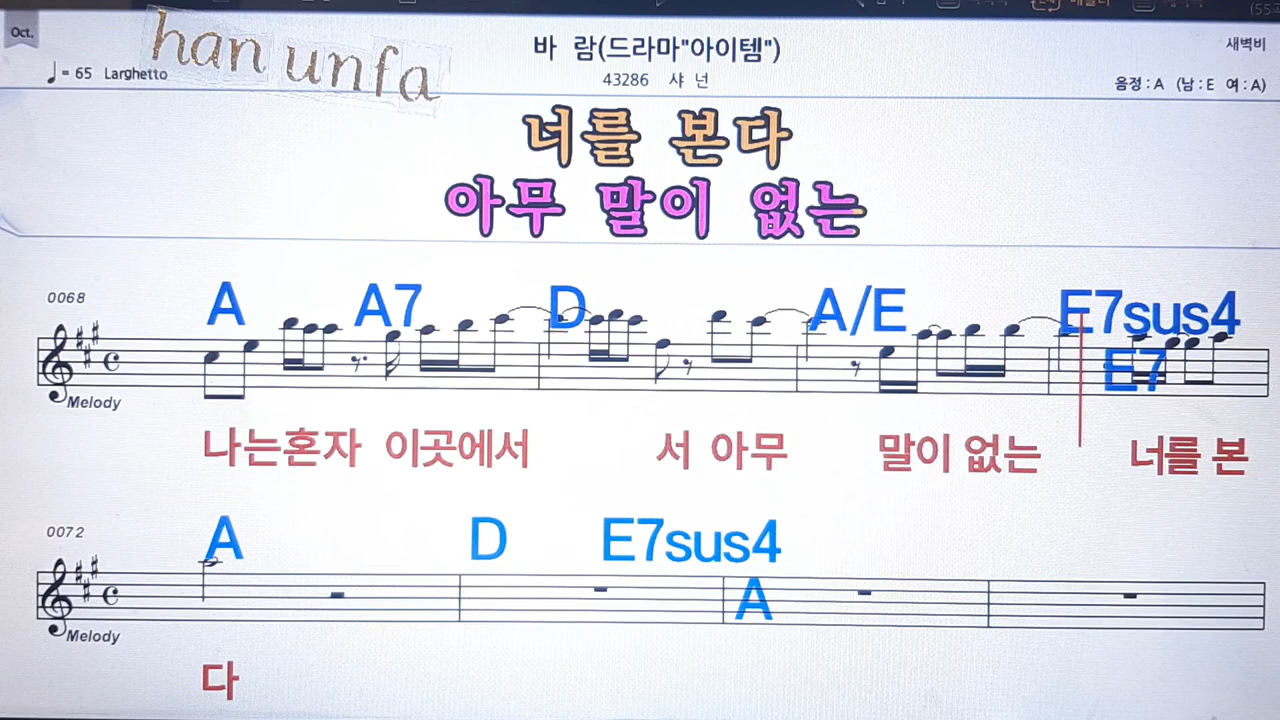 Oct.
han unfa
바 람(드라마"아이템")
새벽비
♩= 65 Larghetto
43286 샤 넌
음정 : A (남 : E 여 : A)
너를 본다
아무 말이 없는
0068
A A7 D A/E E7sus4
E7
Melody
나는혼자 이곳에서 서 아무 말이 없는 너를 본
0072
A D E7sus4
A
Melody
다